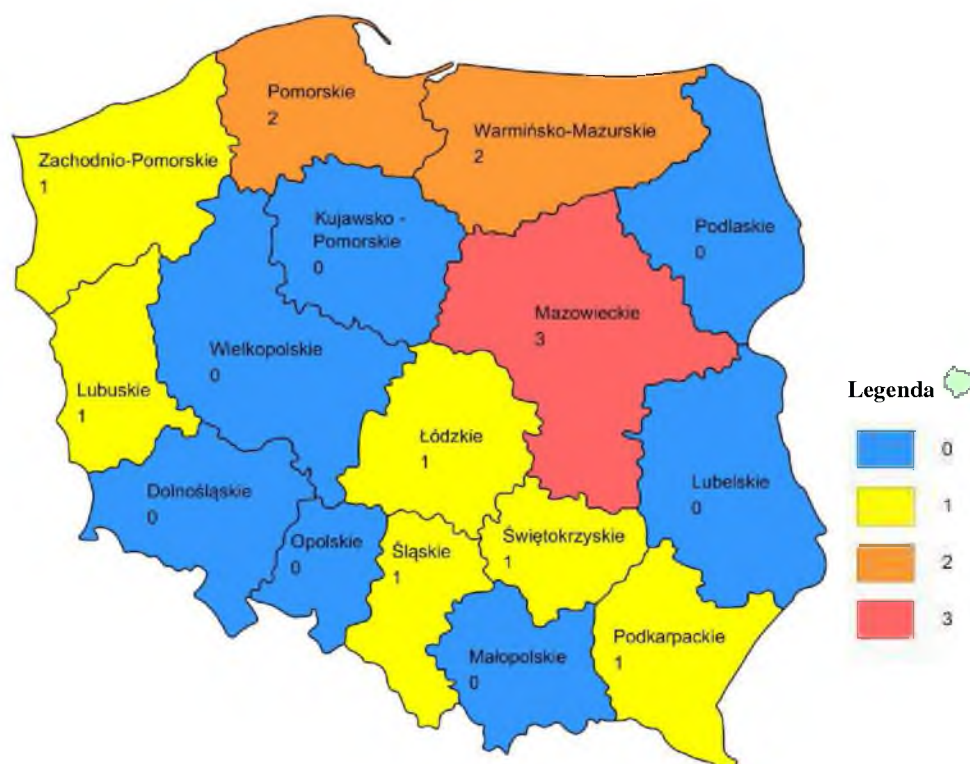 Pomorskie
2
Warmińsko-Mazurskie
2
Zachodnio-Pomorskie
1
Kujawsko -
Pomorskie
0
Podlaskie
0
Mazowieckie
3
Wielkopolskie
0
Lubuskie
1
Łódzkie
1
Lubelskie
0
Dolnośląskie
0
Opolskie
0
Śląskie
1
Świętokrzyskie
1
Podkarpackie
1
Małopolskie
0
Legenda
0
1
2
3